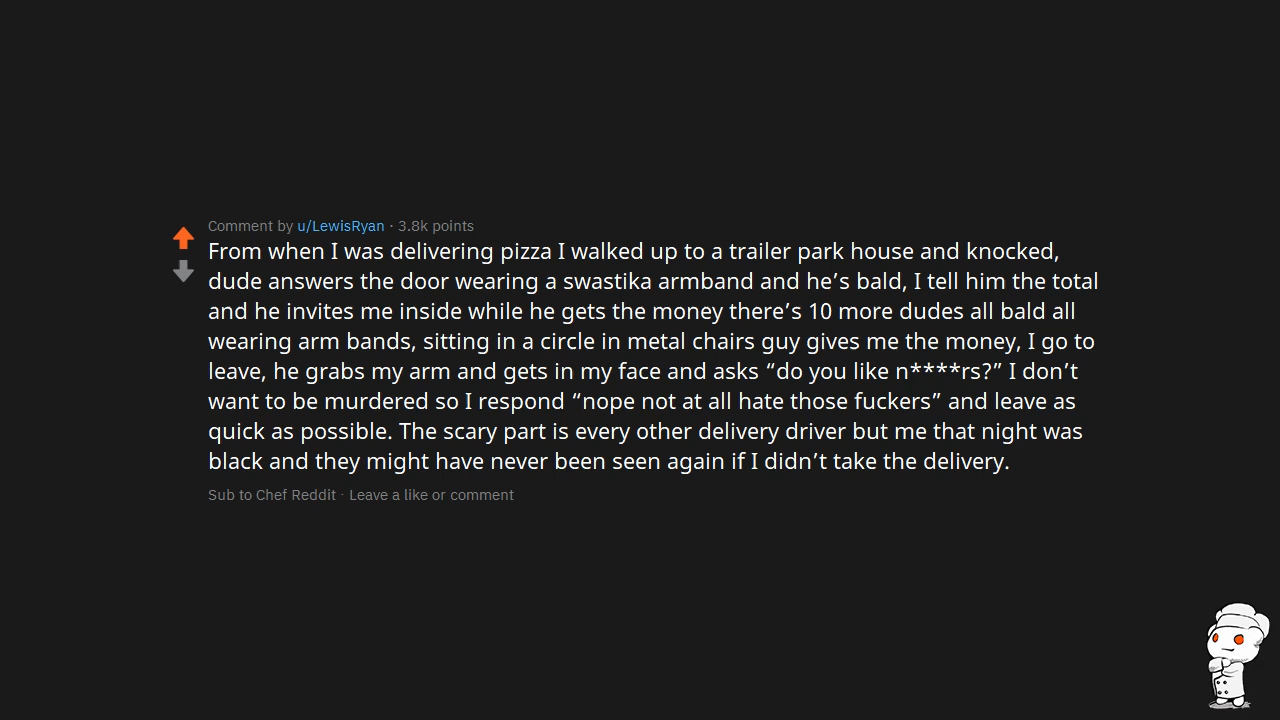 Comment by u/LewisRyan · 3.8k points
From when I was delivering pizza I walked up to a trailer park house and knocked,
dude answers the door wearing a swastika armband and he’s bald, I tell him the total
and he invites me inside while he gets the money there’s 10 more dudes all bald all
wearing arm bands, sitting in a circle in metal chairs guy gives me the money, I go to
leave, he grabs my arm and gets in my face and asks “do you like n****rs?” I don’t
want to be murdered so I respond “nope not at all hate those fuckers” and leave as
quick as possible. The scary part is every other delivery driver but me that night was
black and they might have never been seen again if I didn’t take the delivery.
Sub to Chef Reddit · Leave a like or comment